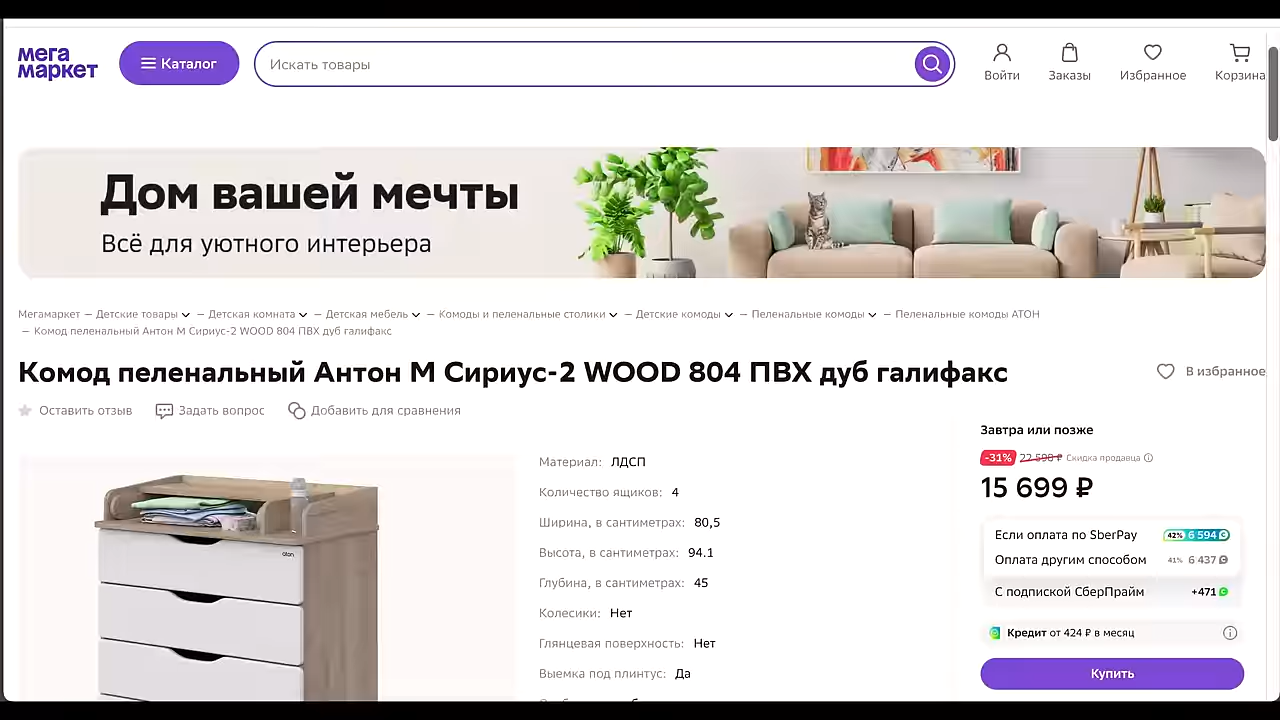 мега маркет
Каталог
Искать товары
Войти
Заказы
Избранное
Корзина
Дом вашей мечты
Всё для уютного интерьера
Мегамаркет — Детские товары — Детская комната — Детская мебель — Комоды и пеленальные столики — Детские комоды — Пеленальные комоды — Пеленальные комоды АТОН
— Комод пеленальный Антон М Сириус-2 WOOD 804 ПВХ дуб галифакс
Комод пеленальный Антон М Сириус-2 WOOD 804 ПВХ дуб галифакс
В избранное
Оставить отзыв
Задать вопрос
Добавить для сравнения
Материал: ЛДСП
Количество ящиков: 4
Ширина, в сантиметрах: 80,5
Высота, в сантиметрах: 94.1
Глубина, в сантиметрах: 45
Колесики: Нет
Глянцевая поверхность: Нет
Выемка под плинтус: Да
aton
Завтра или позже
-31% 22 590 ₽ Скидка продавца
15 699 ₽
Если оплата по SberPay 42% 6 594
Оплата другим способом 41% 6 437
С подпиской СберПрайм +471
Кредит от 424 ₽ в месяц
Купить